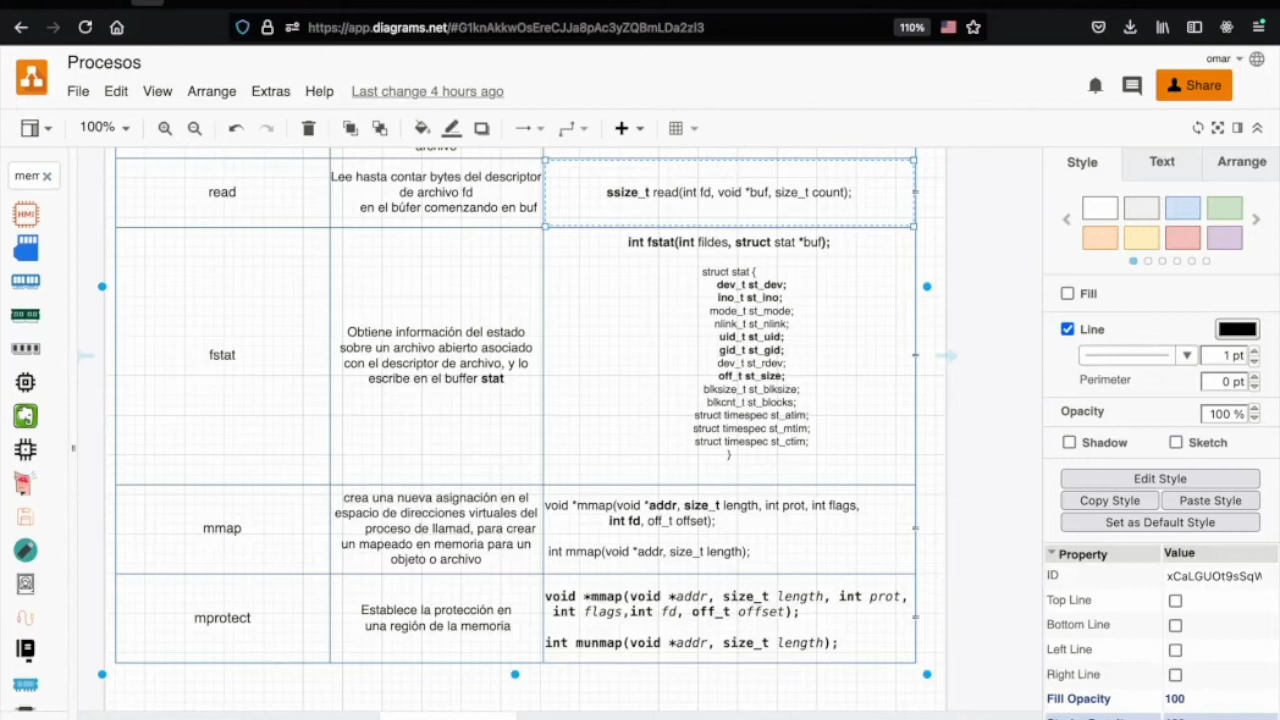 https://app.diagrams.net/#G1knAkkwOsEreCJJa8pAc3yZQBmLDa2zI3
110%
Procesos
omar
File Edit View Arrange Extras Help Last change 4 hours ago
Share
100%
mem
Style Text Arrange
archivo
read
Lee hasta contar bytes del descriptor
de archivo fd
en el búfer comenzando en buf
ssize_t read(int fd, void *buf, size_t count);
fstat
Obtiene información del estado
sobre un archivo abierto asociado
con el descriptor de archivo, y lo
escribe en el buffer stat
int fstat(int fildes, struct stat *buf);
struct stat {
dev_t st_dev;
ino_t st_ino;
mode_t st_mode;
nlink_t st_nlink;
uid_t st_uid;
gid_t st_gid;
dev_t st_rdev;
off_t st_size;
blksize_t st_blksize;
blkcnt_t st_blocks;
struct timespec st_atim;
struct timespec st_mtim;
struct timespec st_ctim;
}
mmap
crea una nueva asignación en el
espacio de direcciones virtuales del
proceso de llamad, para crear
un mapeado en memoria para un
objeto o archivo
void *mmap(void *addr, size_t length, int prot, int flags,
int fd, off_t offset);
int mmap(void *addr, size_t length);
mprotect
Establece la protección en
una región de la memoria
void *mmap(void *addr, size_t length, int prot,
int flags,int fd, off_t offset);
int munmap(void *addr, size_t length);
HMI
Fill
Line
1 pt
Perimeter
0 pt
Opacity
100 %
Shadow Sketch
Edit Style
Copy Style Paste Style
Set as Default Style
Property Value
ID xCaLGUOt9sSqW
Top Line
Bottom Line
Left Line
Right Line
Fill Opacity 100